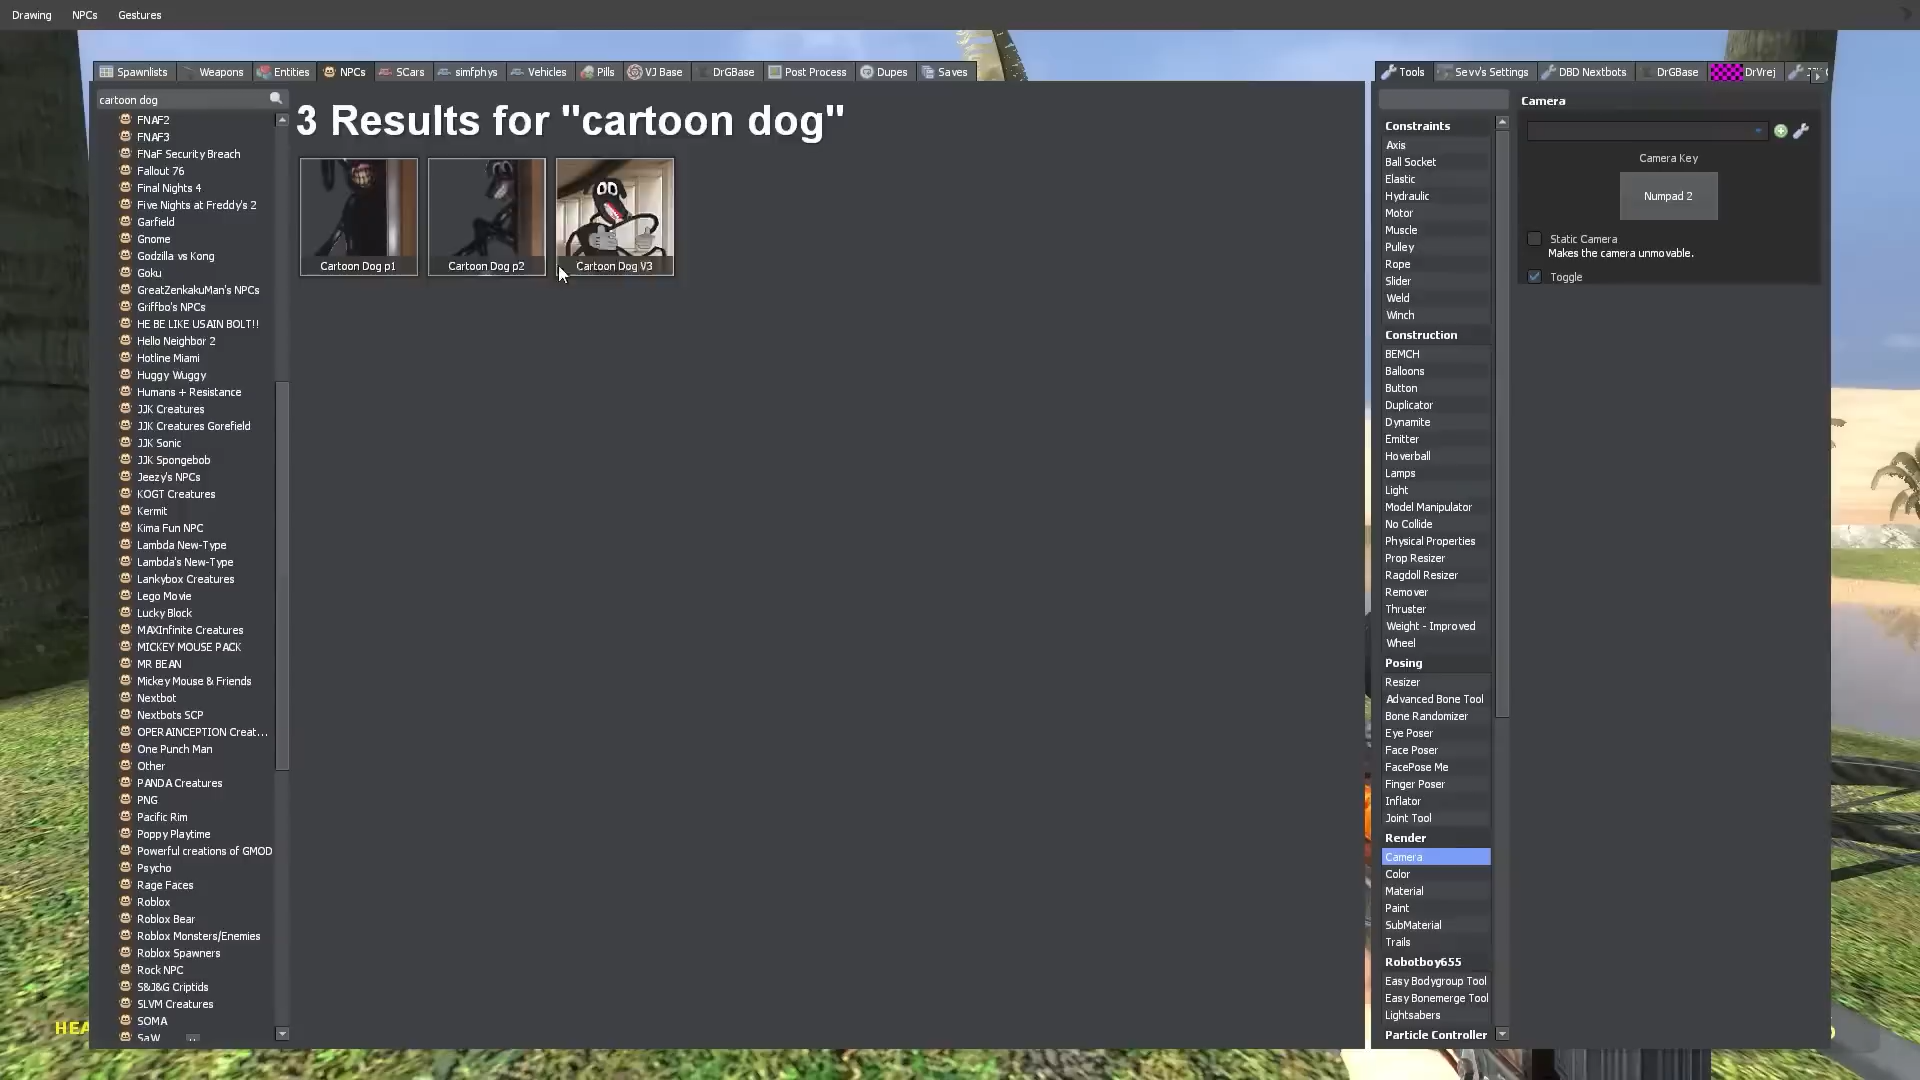 Drawing NPCs Gestures
Spawnlists Weapons Entities NPCs SCars simfphys Vehicles Pills VJ Base DrGBase Post Process Dupes Saves
cartoon dog
FNAF2
FNAF3
FNaF Security Breach
Fallout 76
Final Nights 4
Five Nights at Freddy's 2
Garfield
Gnome
Godzilla vs Kong
Goku
GreatZenkakuMan's NPCs
Griffbo's NPCs
HE BE LIKE USAIN BOLT!!
Hello Neighbor 2
Hotline Miami
Huggy Wuggy
Humans + Resistance
JJK Creatures
JJK Creatures Gorefield
JJK Sonic
JJK Spongebob
Jeezy's NPCs
KOGT Creatures
Kermit
Kima Fun NPC
Lambda New-Type
Lambda's New-Type
Lankybox Creatures
Lego Movie
Lucky Block
MAXInfinite Creatures
MICKEY MOUSE PACK
MR BEAN
Mickey Mouse & Friends
Nextbot
Nextbots SCP
OPERAINCEPTION Creat...
One Punch Man
Other
PANDA Creatures
PNG
Pacific Rim
Poppy Playtime
Powerful creations of GMOD
Psycho
Rage Faces
Roblox
Roblox Bear
Roblox Monsters/Enemies
Roblox Spawners
Rock NPC
S&J&G Criptids
SLVM Creatures
SOMA
SaW
HEA
3 Results for "cartoon dog"
Cartoon Dog p1 Cartoon Dog p2 Cartoon Dog V3
Tools Sevv's Settings DBD Nextbots DrGBase DrVrej
Constraints
Axis
Ball Socket
Elastic
Hydraulic
Motor
Muscle
Pulley
Rope
Slider
Weld
Winch
Construction
BEMCH
Balloons
Button
Duplicator
Dynamite
Emitter
Hoverball
Lamps
Light
Model Manipulator
No Collide
Physical Properties
Prop Resizer
Ragdoll Resizer
Remover
Thruster
Weight - Improved
Wheel
Posing
Resizer
Advanced Bone Tool
Bone Randomizer
Eye Poser
Face Poser
FacePose Me
Finger Poser
Inflator
Joint Tool
Render
Camera
Color
Material
Paint
SubMaterial
Trails
Robotboy655
Easy Bodygroup Tool
Easy Bonemerge Tool
Lightsabers
Particle Controller
Camera
Camera Key
Numpad 2
Static Camera
Makes the camera unmovable.
Toggle